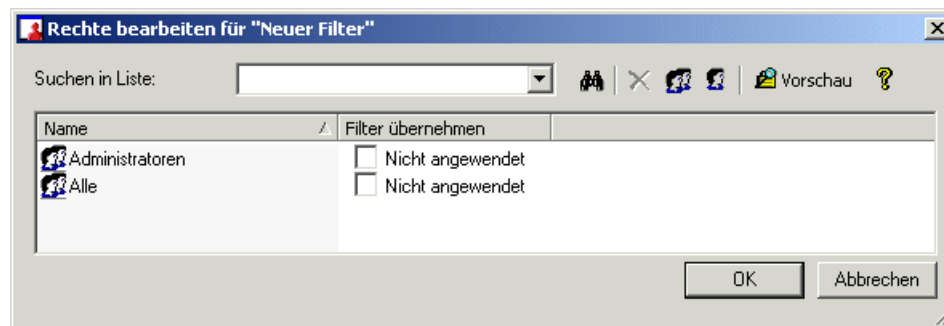 Rechte bearbeiten für "Neuer Filter"
Suchen in Liste: Vorschau
Name Filter übernehmen
Administratoren Nicht angewendet
Alle Nicht angewendet
OK Abbrechen